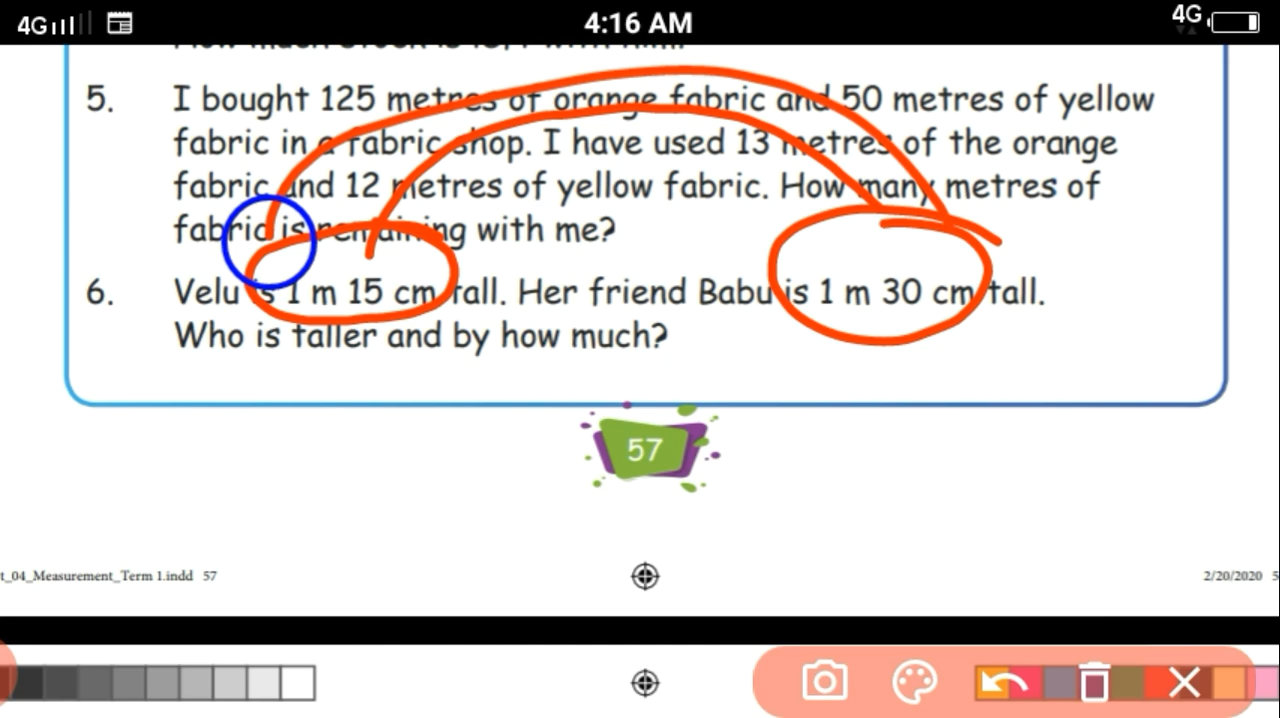 4G 4:16 AM 4G
5. I bought 125 metres of orange fabric and 50 metres of yellow
fabric in a fabric shop. I have used 13 metres of the orange
fabric and 12 metres of yellow fabric. How many metres of
fabric is remaining with me?
6. Velu is 1 m 15 cm tall. Her friend Babu is 1 m 30 cm tall.
Who is taller and by how much?
57
t_04_Measurement_Term 1.indd 57
2/20/2020 5